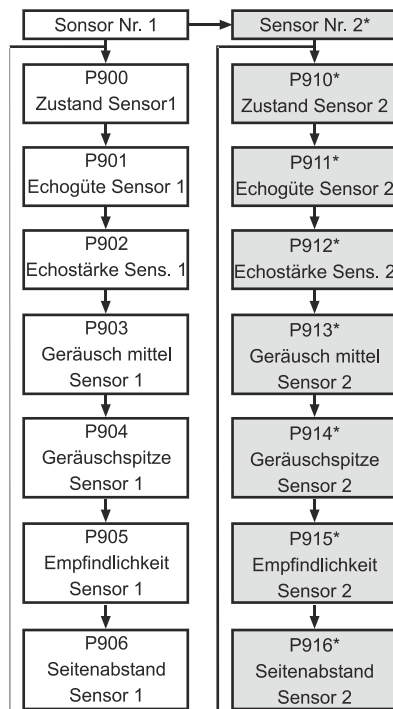 Sonsor Nr. 1
P900
Zustand Sensor1
P901
Echogüte Sensor 1
P902
Echostärke Sens. 1
P903
Geräusch mittel
Sensor 1
P904
Geräuschspitze
Sensor 1
P905
Empfindlichkeit
Sensor 1
P906
Seitenabstand
Sensor 1
Sensor Nr. 2*
P910*
Zustand Sensor 2
P911*
Echogüte Sensor 2
P912*
Echostärke Sens. 2
P913*
Geräusch mittel
Sensor 2
P914*
Geräuschspitze
Sensor 2
P915*
Empfindlichkeit
Sensor 2
P916*
Seitenabstand
Sensor 2